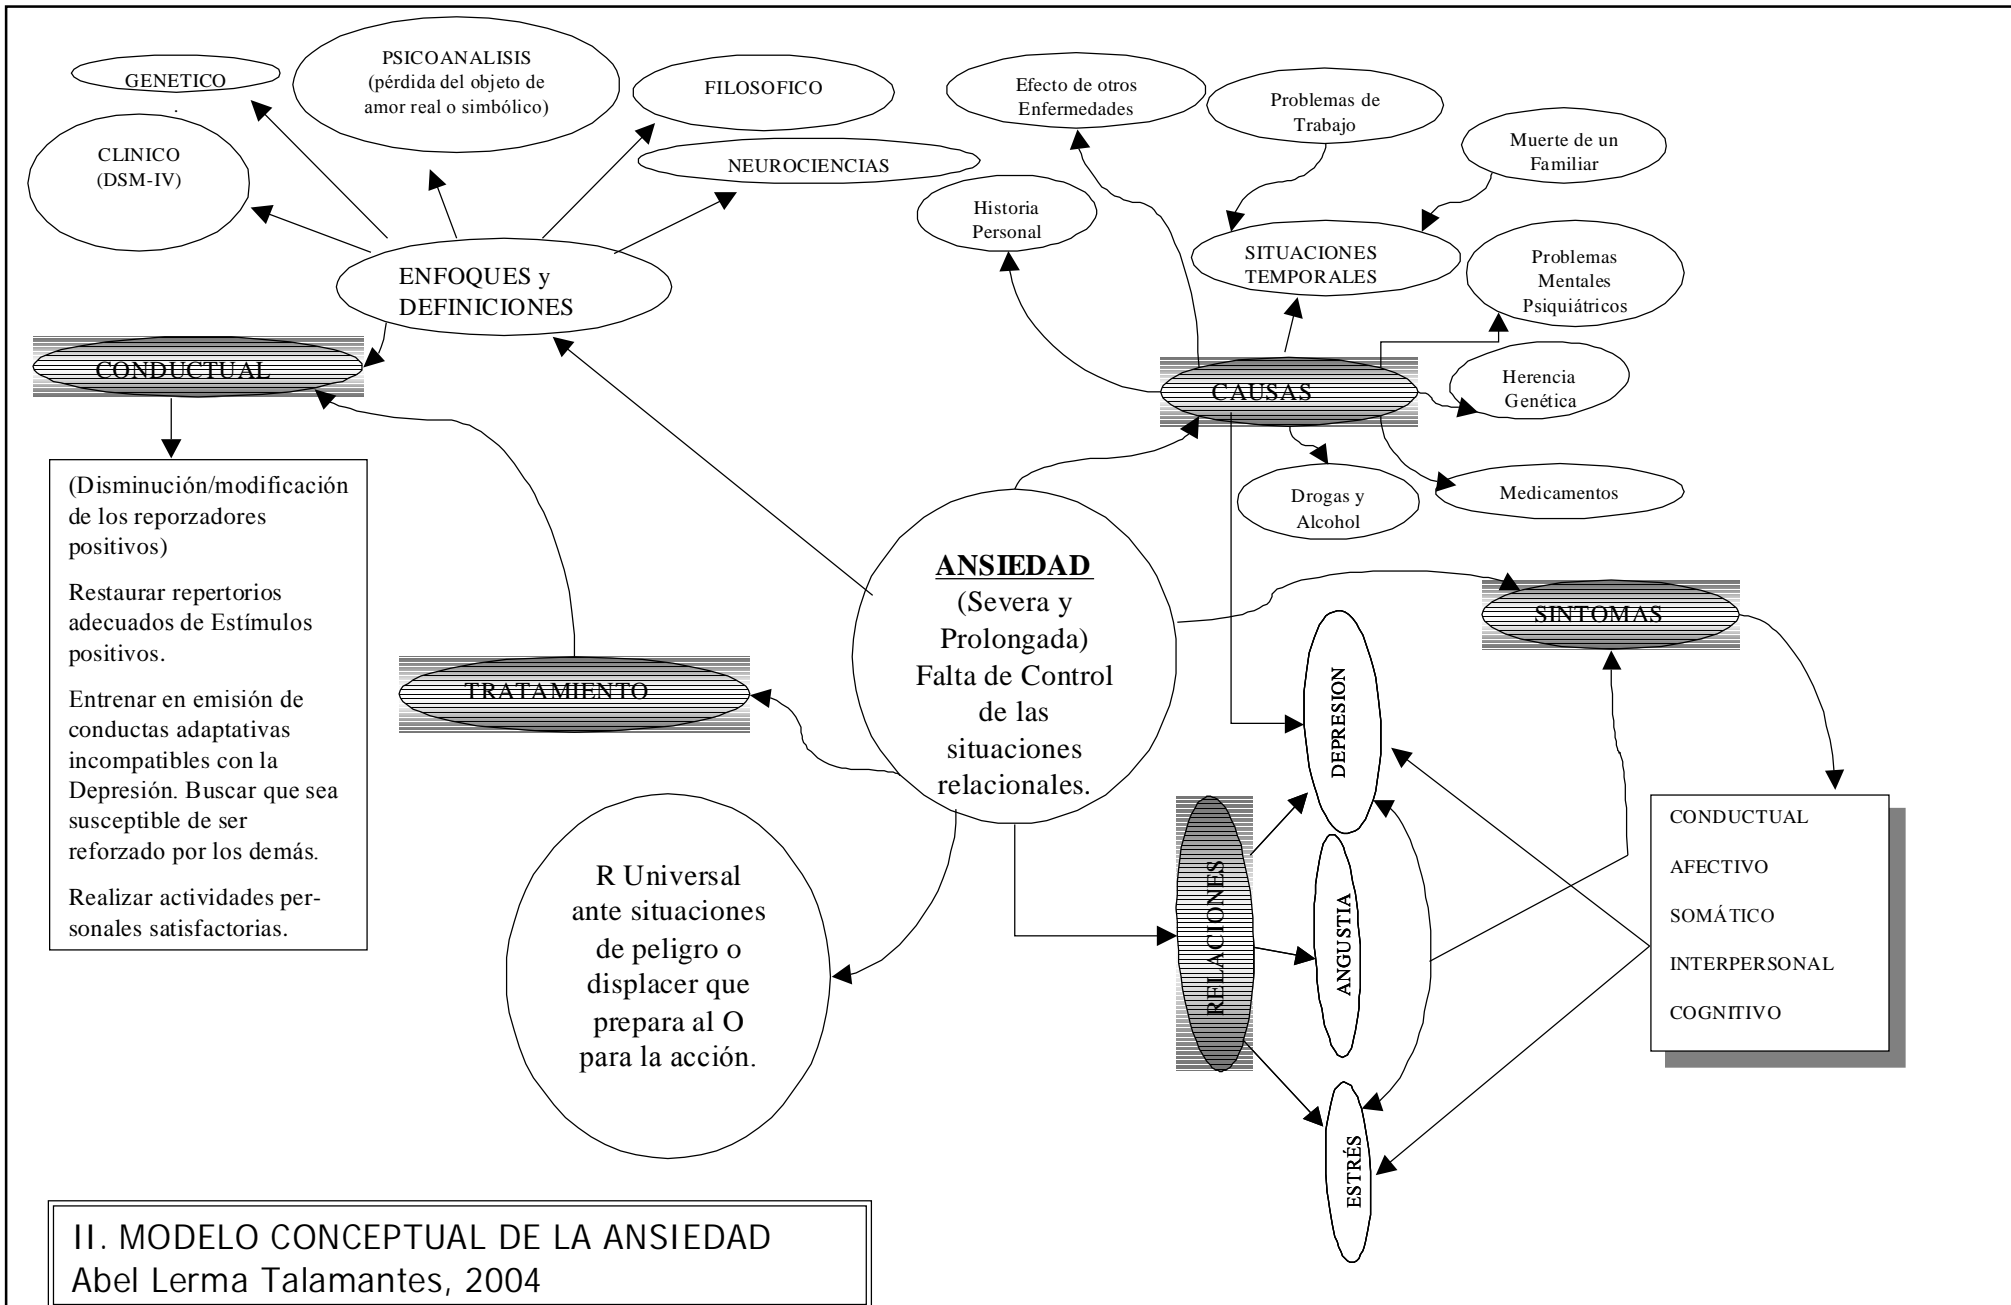 GENETICO
.
PSICOANALISIS
(pérdida del objeto de
amor real o simbólico)
FILOSOFICO
CLINICO
(DSM-IV)
NEUROCIENCIAS
ENFOQUES y
DEFINICIONES
Efecto de otros
Enfermedades
Problemas de
Trabajo
Muerte de un
Familiar
Historia
Personal
SITUACIONES
TEMPORALES
Problemas
Mentales
Psiquiátricos
CONDUCTUAL
CAUSAS
Herencia
Genética
Drogas y
Alcohol
Medicamentos
(Disminución/modificación
de los reporzadores
positivos)
Restaurar repertorios
adecuados de Estímulos
positivos.
Entrenar en emisión de
conductas adaptativas
incompatibles con la
Depresión. Buscar que sea
susceptible de ser
reforzado por los demás.
Realizar actividades per-
sonales satisfactorias.
TRATAMIENTO
ANSIEDAD
(Severa y
Prolongada)
Falta de Control
de las
situaciones
relacionales.
SINTOMAS
R Universal
ante situaciones
de peligro o
displacer que
prepara al O
para la acción.
RELACIONES
DEPRESION
ANGUSTIA
ESTRÉS
CONDUCTUAL
AFECTIVO
SOMÁTICO
INTERPERSONAL
COGNITIVO
II. MODELO CONCEPTUAL DE LA ANSIEDAD
Abel Lerma Talamantes, 2004